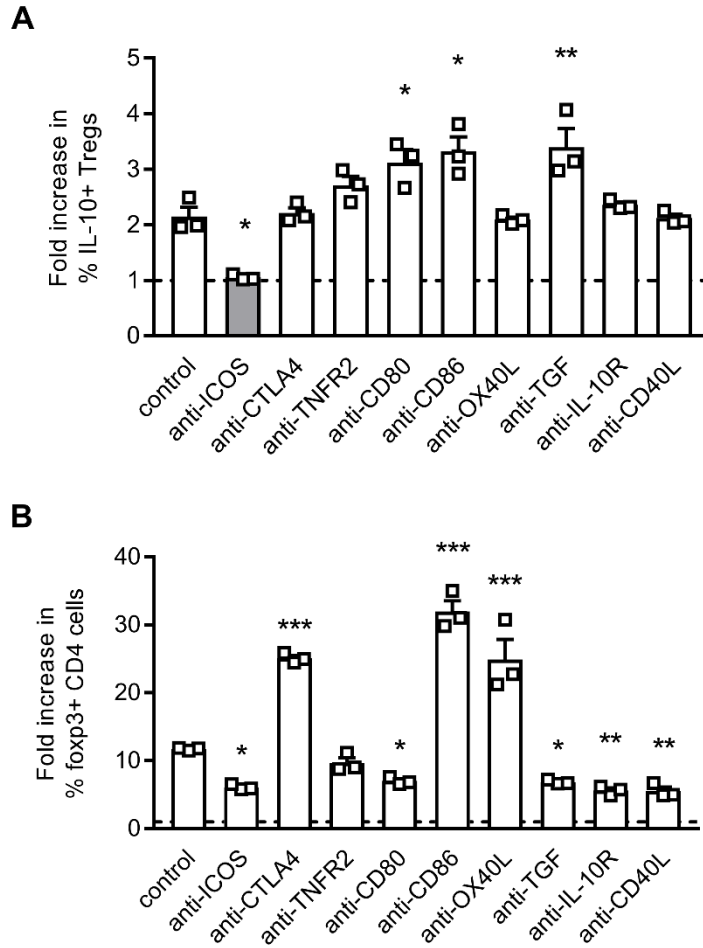 A
Fold increase in
% IL-10+ Tregs
5
4
3
2
1
0
*
*
*
**
control
anti-ICOS
anti-CTLA4
anti-TNFR2
anti-CD80
anti-CD86
anti-OX40L
anti-TGF
anti-IL-10R
anti-CD40L
B
Fold increase in
% foxp3+ CD4 cells
40
30
20
10
0
*
***
*
***
***
*
**
**
control
anti-ICOS
anti-CTLA4
anti-TNFR2
anti-CD80
anti-CD86
anti-OX40L
anti-TGF
anti-IL-10R
anti-CD40L